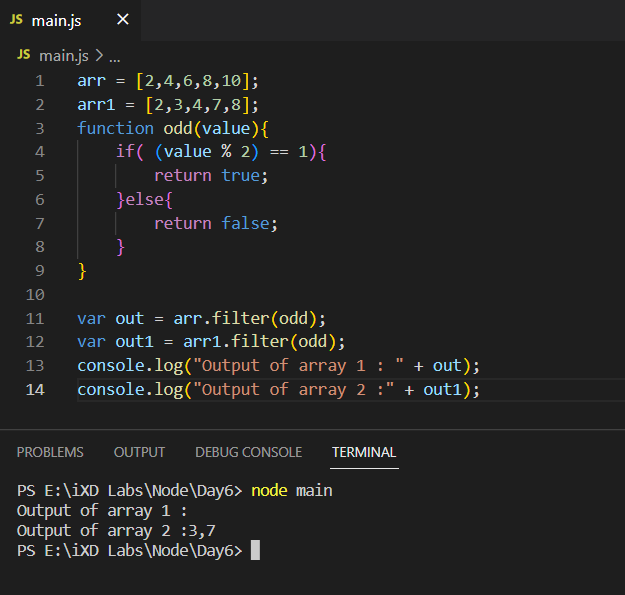 JS main.js ×
JS main.js > ...
1 arr = [2,4,6,8,10];
2 arr1 = [2,3,4,7,8];
3 function odd(value){
4     if( (value % 2) == 1){
5         return true;
6     }else{
7         return false;
8     }
9 }
10
11 var out = arr.filter(odd);
12 var out1 = arr1.filter(odd);
13 console.log("Output of array 1 : " + out);
14 console.log("Output of array 2 :" + out1);
PROBLEMS OUTPUT DEBUG CONSOLE TERMINAL
PS E:\iXD Labs\Node\Day6> node main
Output of array 1 :
Output of array 2 :3,7
PS E:\iXD Labs\Node\Day6>